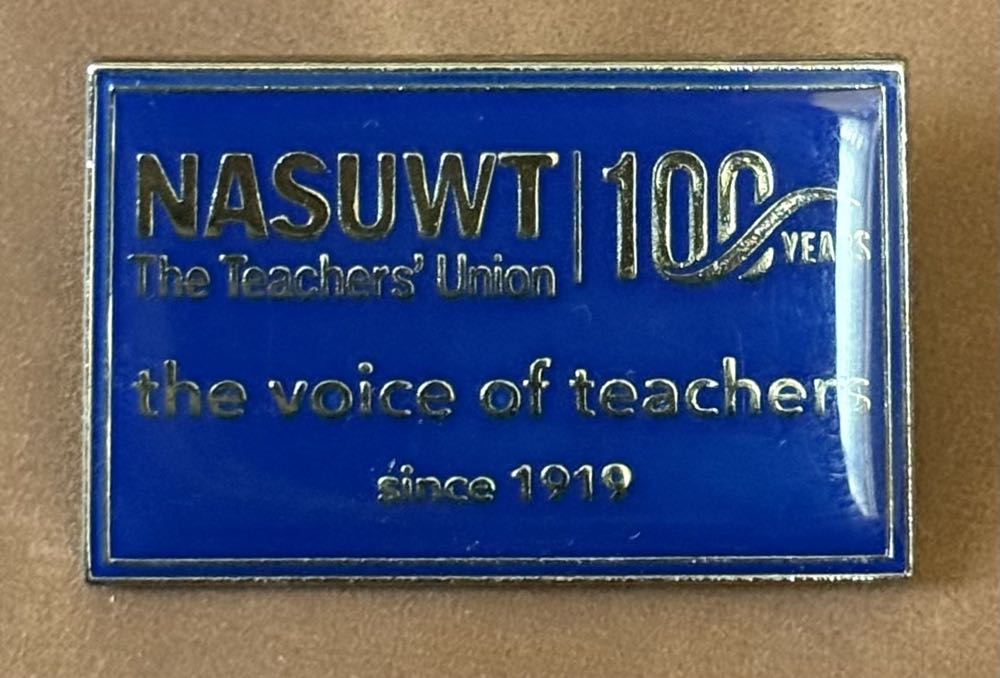 NASUWT
The Teachers' Union
100 YEARS
the voice of teachers
since 1919